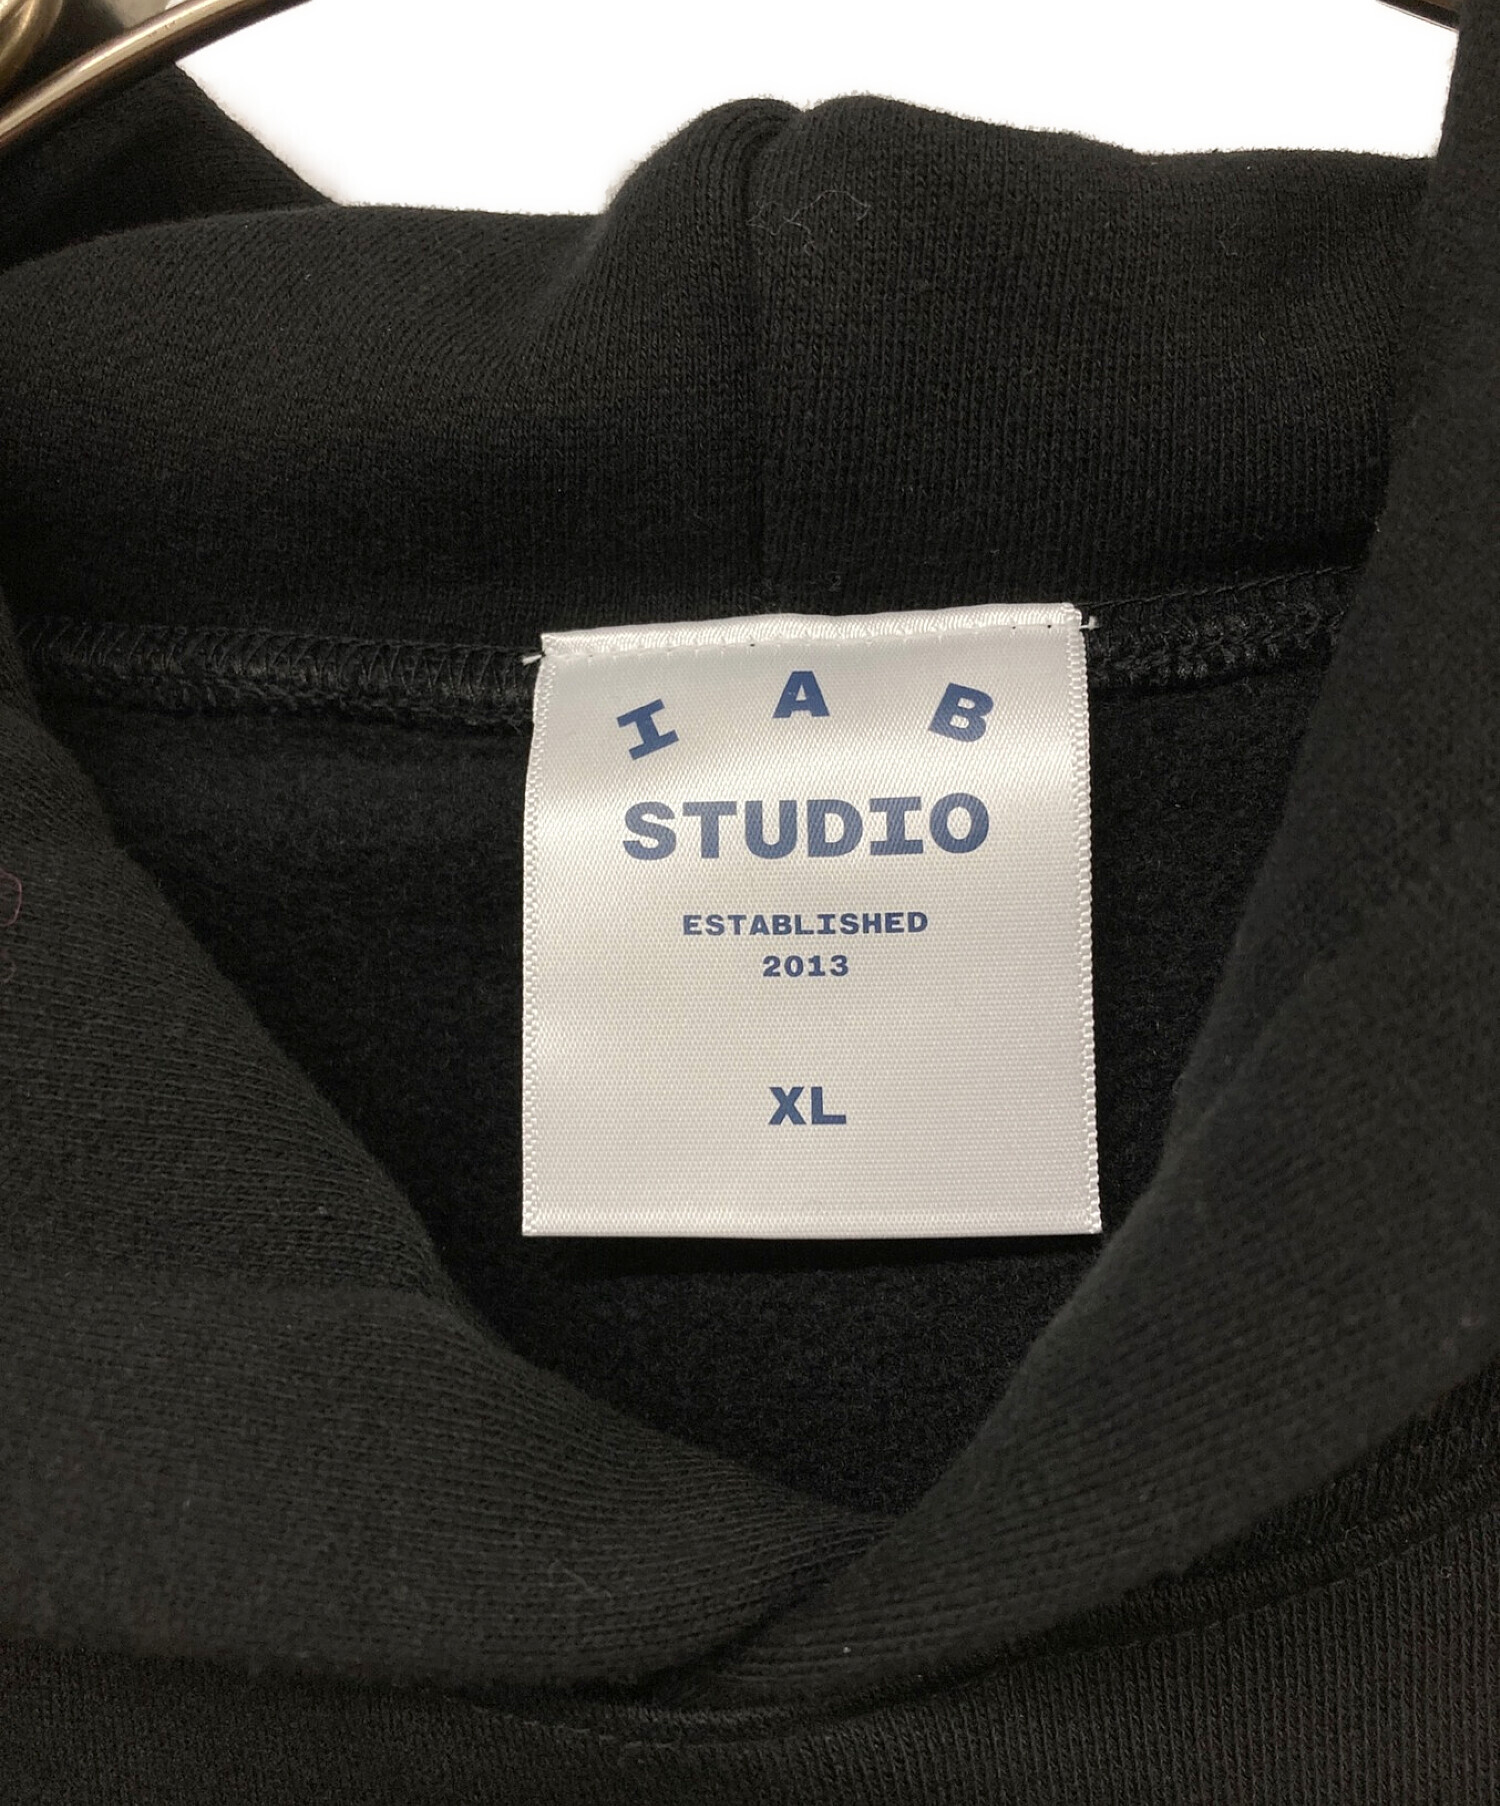 I A B
STUDIO
ESTABLISHED
2013
XL